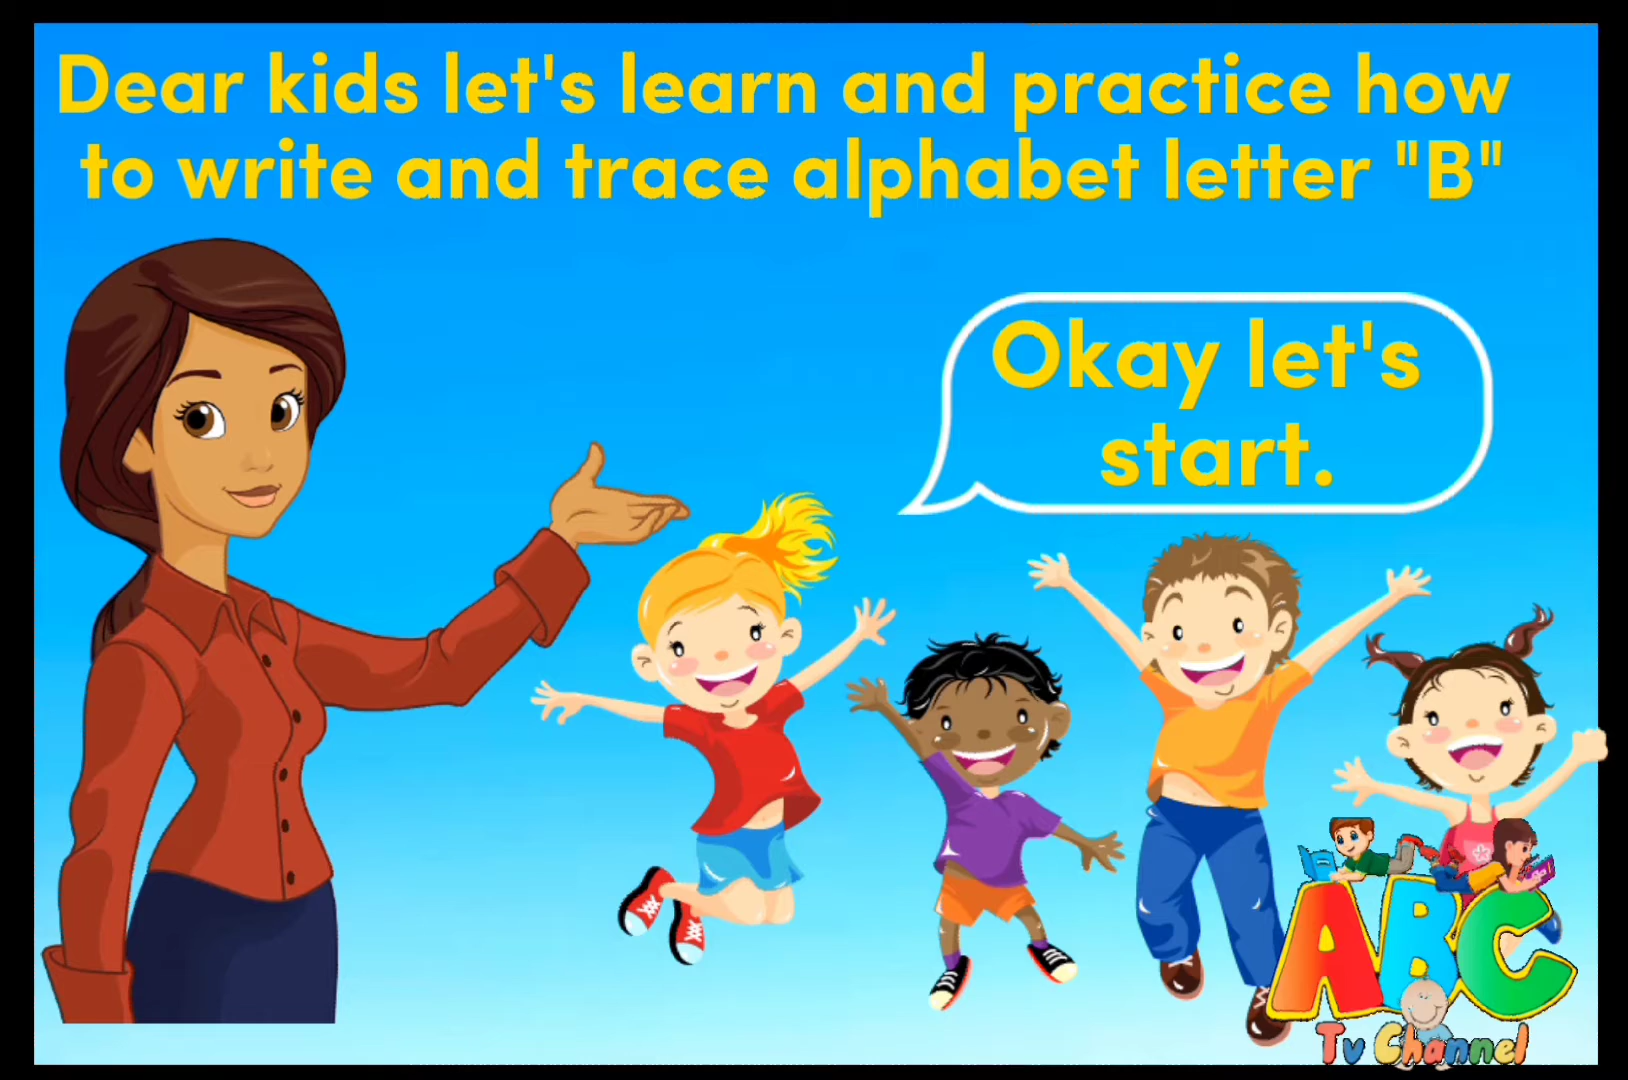 Dear kids let's learn and practice how
to write and trace alphabet letter "B"
Okay let's
start.
ABC
Tv Channel